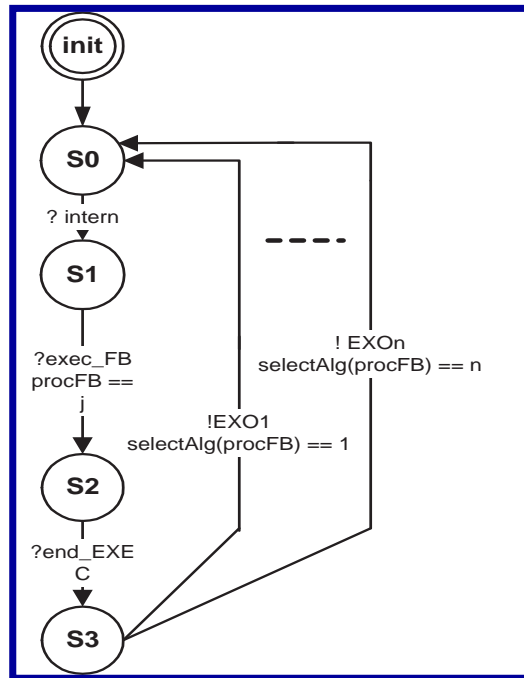 init
S0
? intern
S1
?exec_FB
procFB ==
j
S2
?end_EXE
C
S3
!EXO1
selectAlg(procFB) == 1
! EXOn
selectAlg(procFB) == n